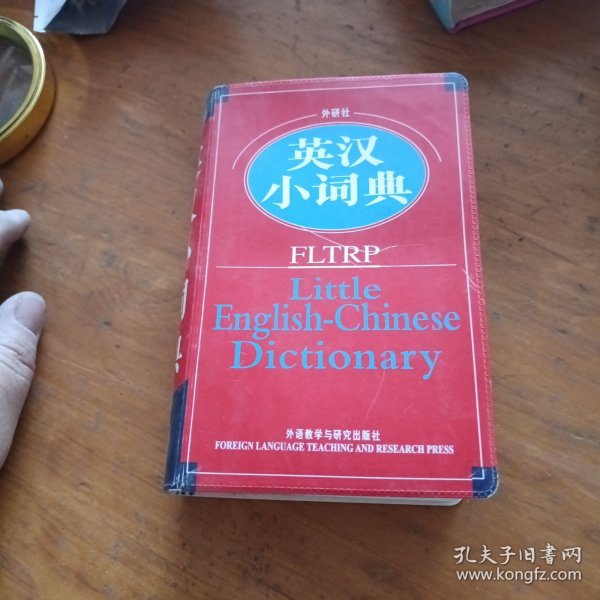 外研社
英汉
小词典
FLTRP
Little
English-Chinese
Dictionary
外语教学与研究出版社
FOREIGN LANGUAGE TEACHING AND RESEARCH PRESS
孔夫子旧书网
www.kongfz.com